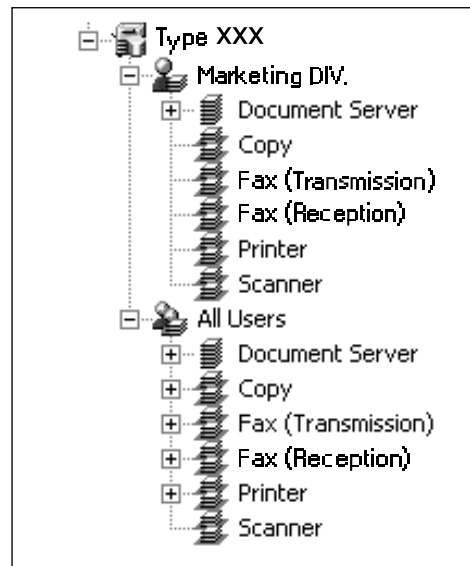 Type XXX
Marketing DIV.
Document Server
Copy
Fax (Transmission)
Fax (Reception)
Printer
Scanner
All Users
Document Server
Copy
Fax (Transmission)
Fax (Reception)
Printer
Scanner